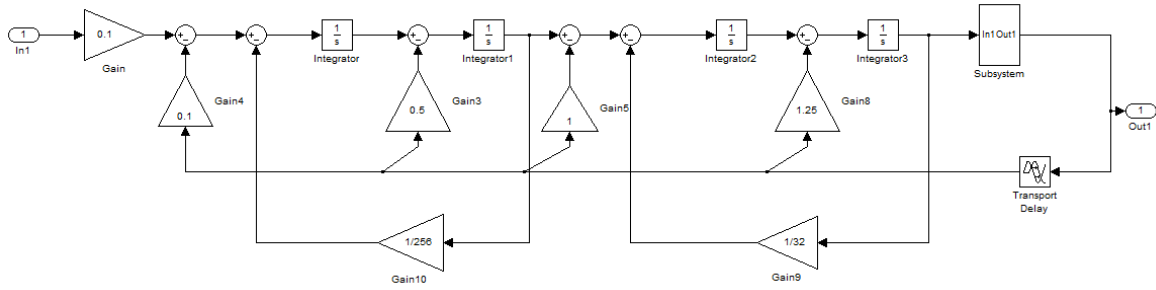 1
In1
0.1
Gain
0.1
Gain4
1
s
Integrator
0.5
Gain3
1
s
Integrator1
1
Gain5
1
s
Integrator2
1.25
Gain8
1
s
Integrator3
In1 Out1
Subsystem
1
Out1
Transport
Delay
1/256
Gain10
1/32
Gain9